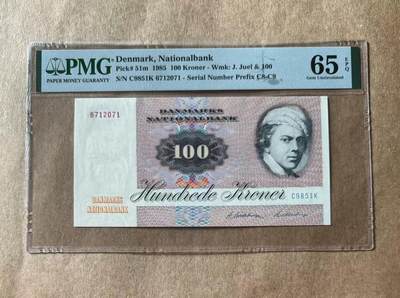 PMG
PAPER MONEY GUARANTY
Denmark, Nationalbank
Pick# 51m 1985 100 Kroner - Wmk: J. Juel & 100
S/N C9851K 6712071 - Serial Number Prefix C8-C9
65 EPQ
Gem Uncirculated
6712071
DANMARKS
NATIONALBANK
100
Hundrede Kroner
C9851K
DANMARKS
NATIONALBANK